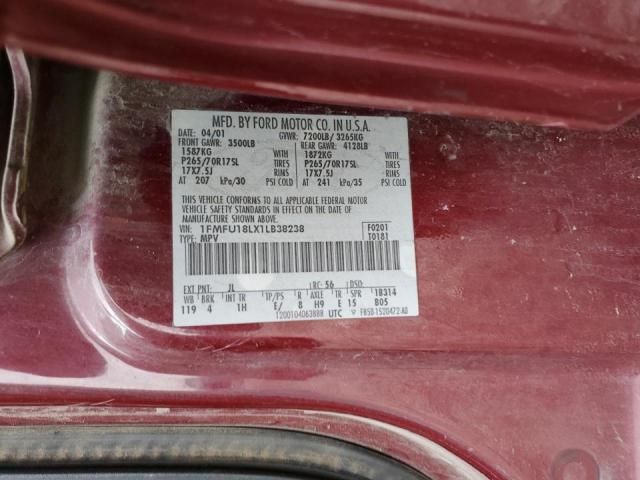 MFD. BY FORD MOTOR CO. IN U.S.A.
DATE: 04/01 GVWR: 7200LB/ 3265KG
FRONT GAWR: 3500LB REAR GAWR: 4128LB
1587KG WITH 1872KG WITH
P265/70R17SL TIRES P265/70R17SL TIRES
17X7.5J RIMS 17X7.5J RIMS
AT 207 kPa/30 PSI COLD AT 241 kPa/35 PSI COLD
THIS VEHICLE CONFORMS TO ALL APPLICABLE FEDERAL MOTOR
VEHICLE SAFETY STANDARDS IN EFFECT ON THE DATE OF MANUFACTURE
SHOWN ABOVE.
VIN: 1FMFU18LX1LB38238 F0201
TYPE: MPV T0181
EXT PNT: JL RC: 56 DSO:
WB BRK INT TR TP/PS R AXLE TR SPR 1B314
119 4 1H E/ 8 H9 E 15 B05
1200104063888 UTC F85B-1520472-AD